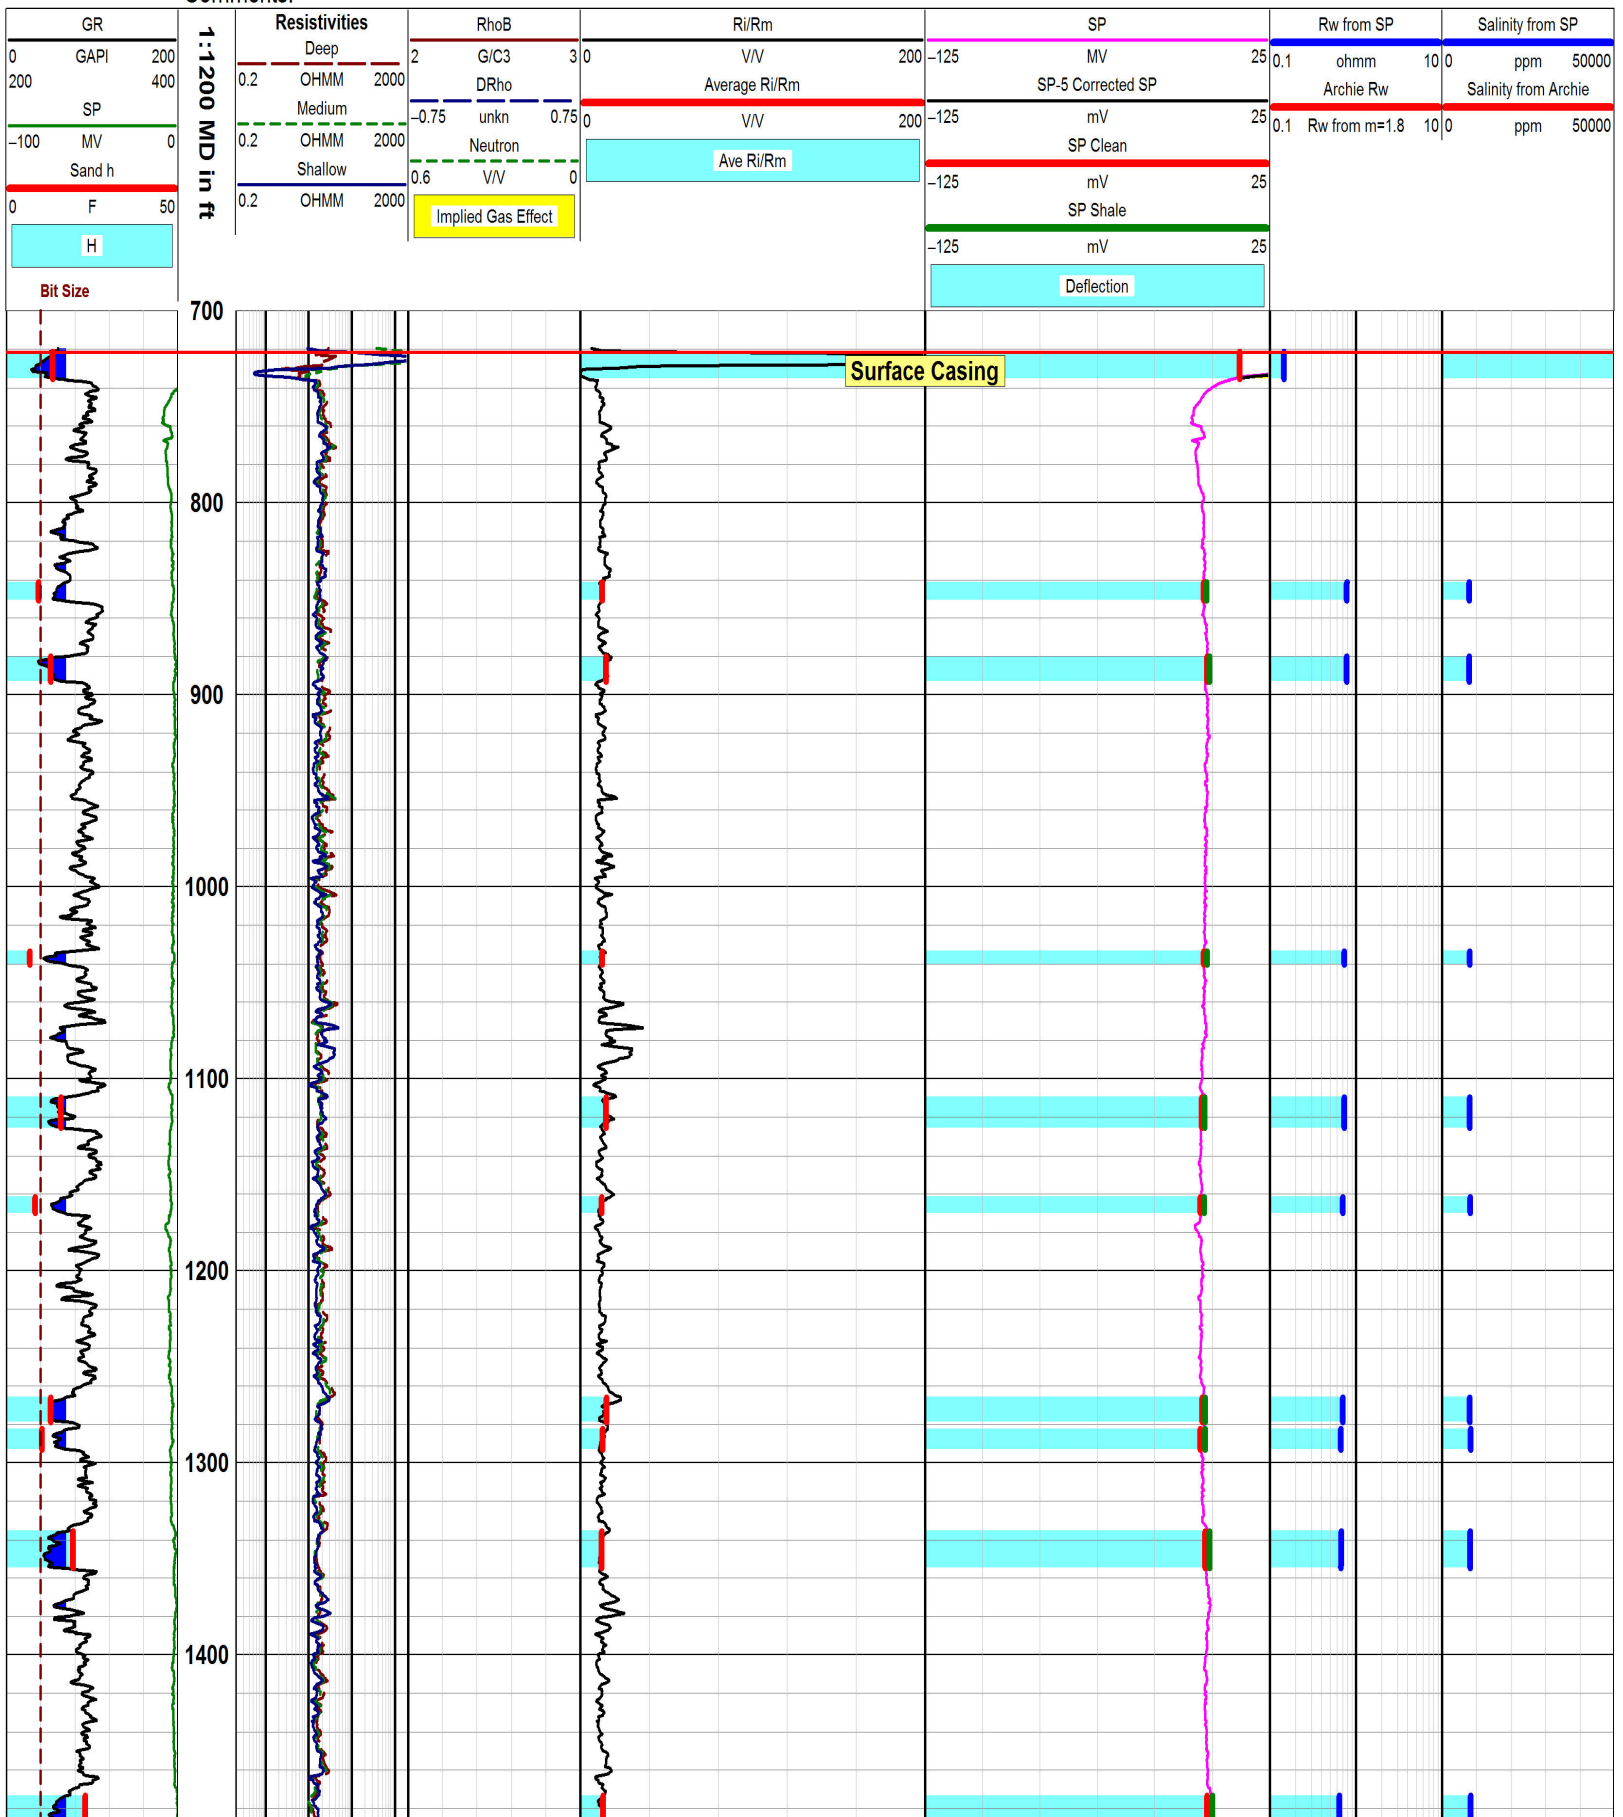 GR
0 GAPI 200
200 400
SP
−100 MV 0
Sand h
0 F 50
H
Bit Size
1:1200 MD in ft
Resistivities
Deep
0.2 OHMM 2000
Medium
0.2 OHMM 2000
Shallow
0.2 OHMM 2000
RhoB
2 G/C3 3
DRho
−0.75 unkn 0.75
Neutron
0.6 V/V 0
Implied Gas Effect
Ri/Rm
0 V/V 200
Average Ri/Rm
0 V/V 200
Ave Ri/Rm
SP
−125 MV 25
SP-5 Corrected SP
−125 mV 25
SP Clean
−125 mV 25
SP Shale
−125 mV 25
Deflection
Rw from SP
0.1 ohmm 10
Archie Rw
0.1 Rw from m=1.8 10
Salinity from SP
0 ppm 50000
Salinity from Archie
0 ppm 50000
700
Surface Casing
800
900
1000
1100
1200
1300
1400